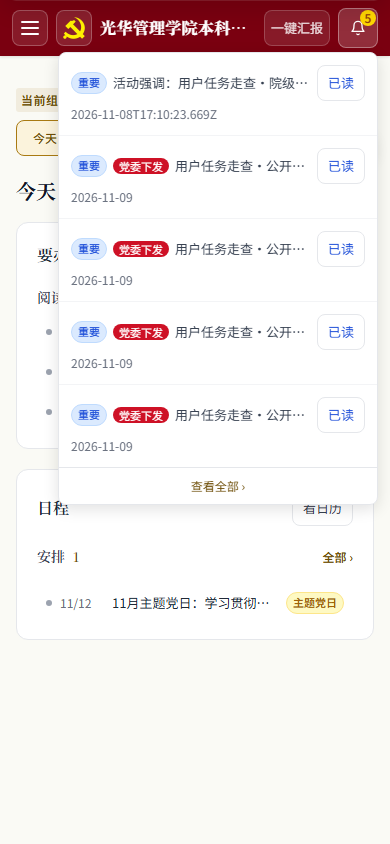 光华管理学院本科…
一键汇报
5
当前组
今天
今天
重要 活动强调：用户任务走查·院级… 已读
2026-11-08T17:10:23.669Z
重要 党委下发 用户任务走查·公开… 已读
2026-11-09
重要 党委下发 用户任务走查·公开… 已读
2026-11-09
重要 党委下发 用户任务走查·公开… 已读
2026-11-09
重要 党委下发 用户任务走查·公开… 已读
2026-11-09
查看全部 ›
要
阅读
日程 看日历
安排 1 全部 ›
11/12 11月主题党日：学习贯彻… 主题党日